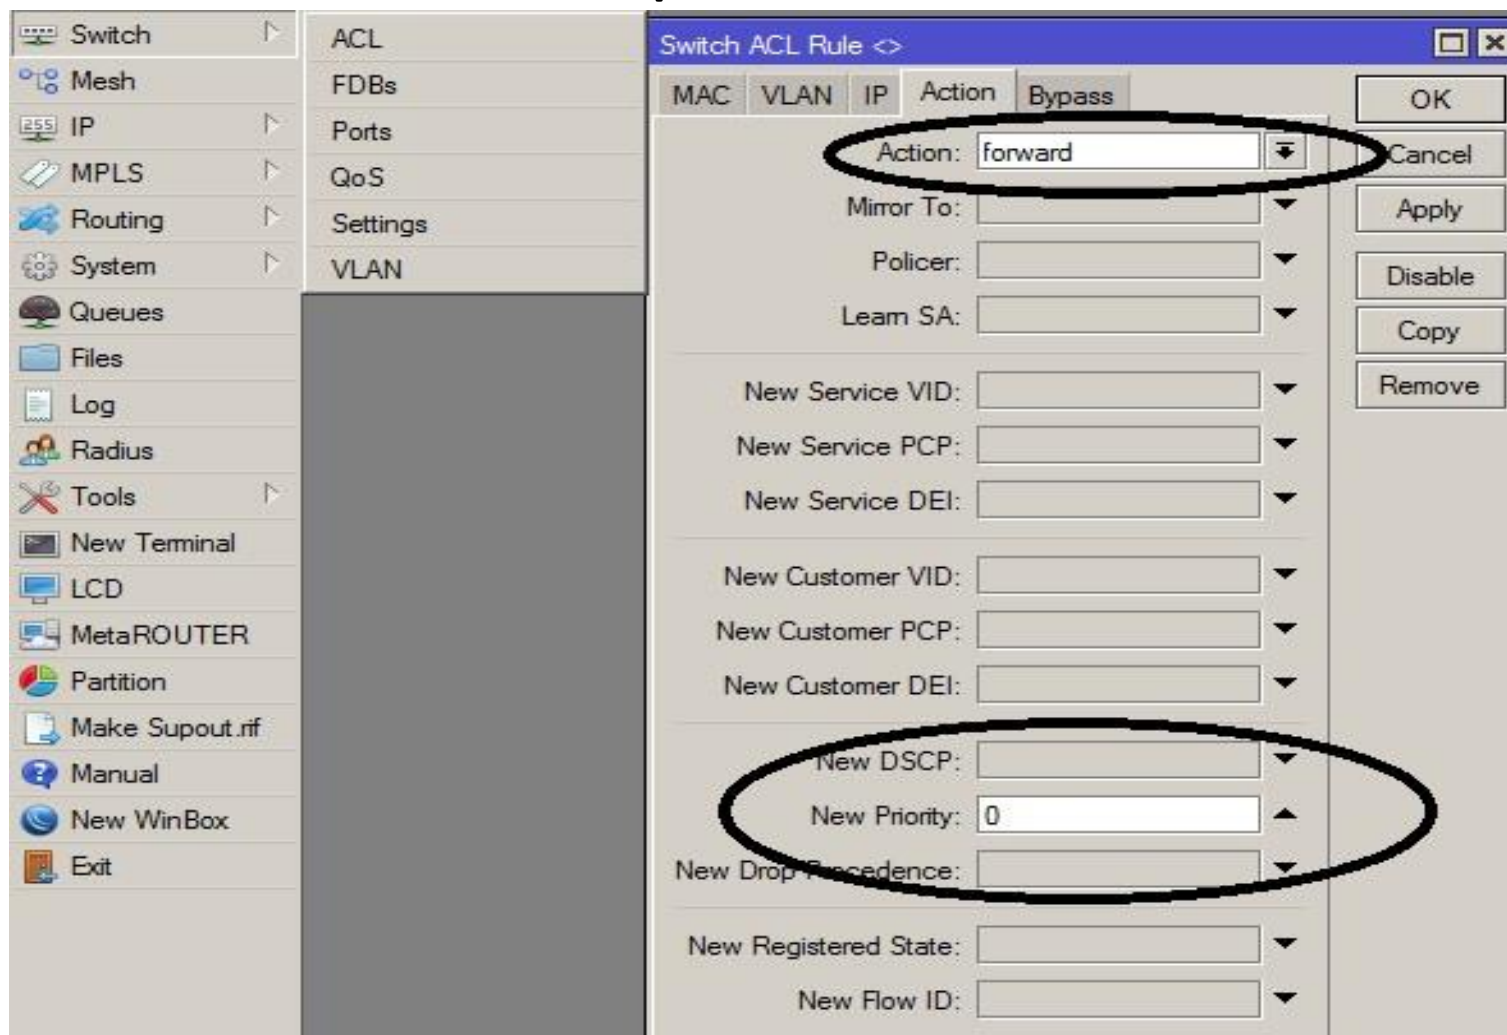 Switch
Mesh
255 IP
MPLS
Routing
System
Queues
Files
Log
Radius
Tools
New Terminal
LCD
MetaROUTER
Partition
Make Supout.rif
Manual
New WinBox
Exit
ACL
FDBs
Ports
QoS
Settings
VLAN
Switch ACL Rule <>
MAC VLAN IP Action Bypass
Action: forward
Mirror To:
Policer:
Learn SA:
New Service VID:
New Service PCP:
New Service DEI:
New Customer VID:
New Customer PCP:
New Customer DEI:
New DSCP:
New Priority: 0
New Drop Precedence:
New Registered State:
New Flow ID:
OK
Cancel
Apply
Disable
Copy
Remove